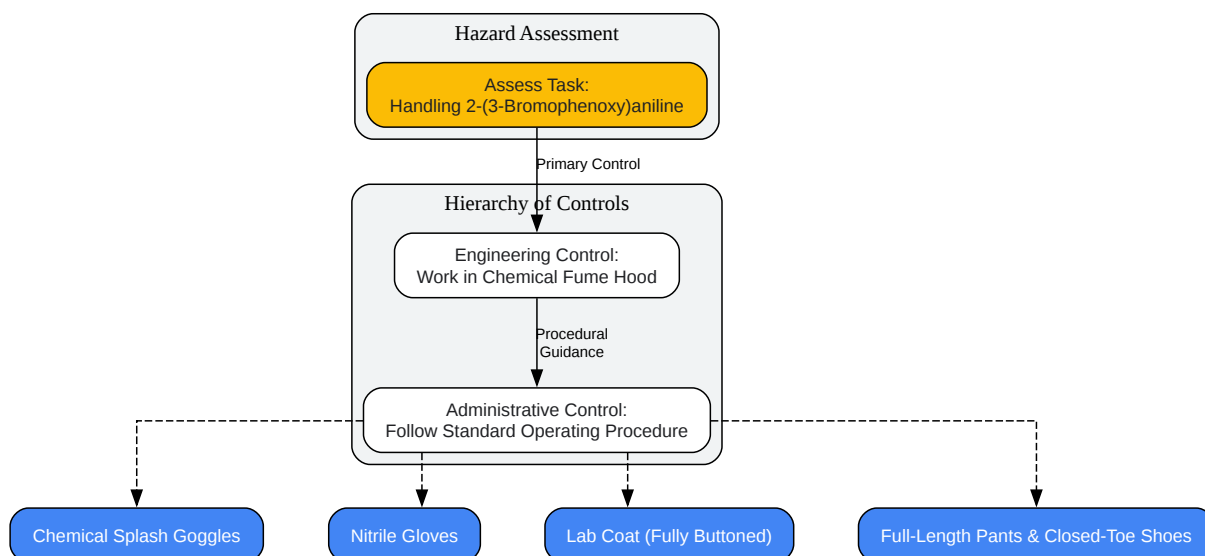 Hazard Assessment
Assess Task:
Handling 2-(3-Bromophenoxy)aniline
Primary Control
Hierarchy of Controls
Engineering Control:
Work in Chemical Fume Hood
Procedural
Guidance
Administrative Control:
Follow Standard Operating Procedure
Chemical Splash Goggles
Nitrile Gloves
Lab Coat (Fully Buttoned)
Full-Length Pants & Closed-Toe Shoes